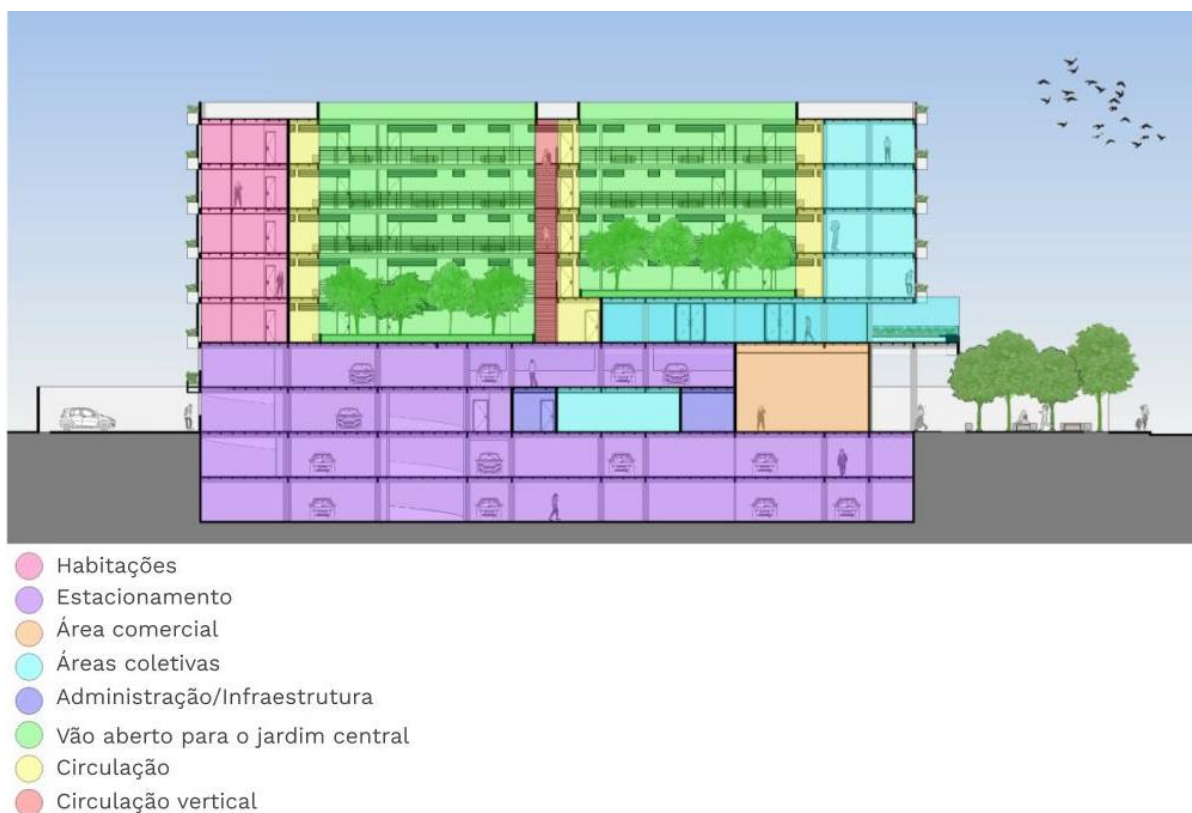 Habitações
Estacionamento
Área comercial
Áreas coletivas
Administração/Infraestrutura
Vão aberto para o jardim central
Circulação
Circulação vertical